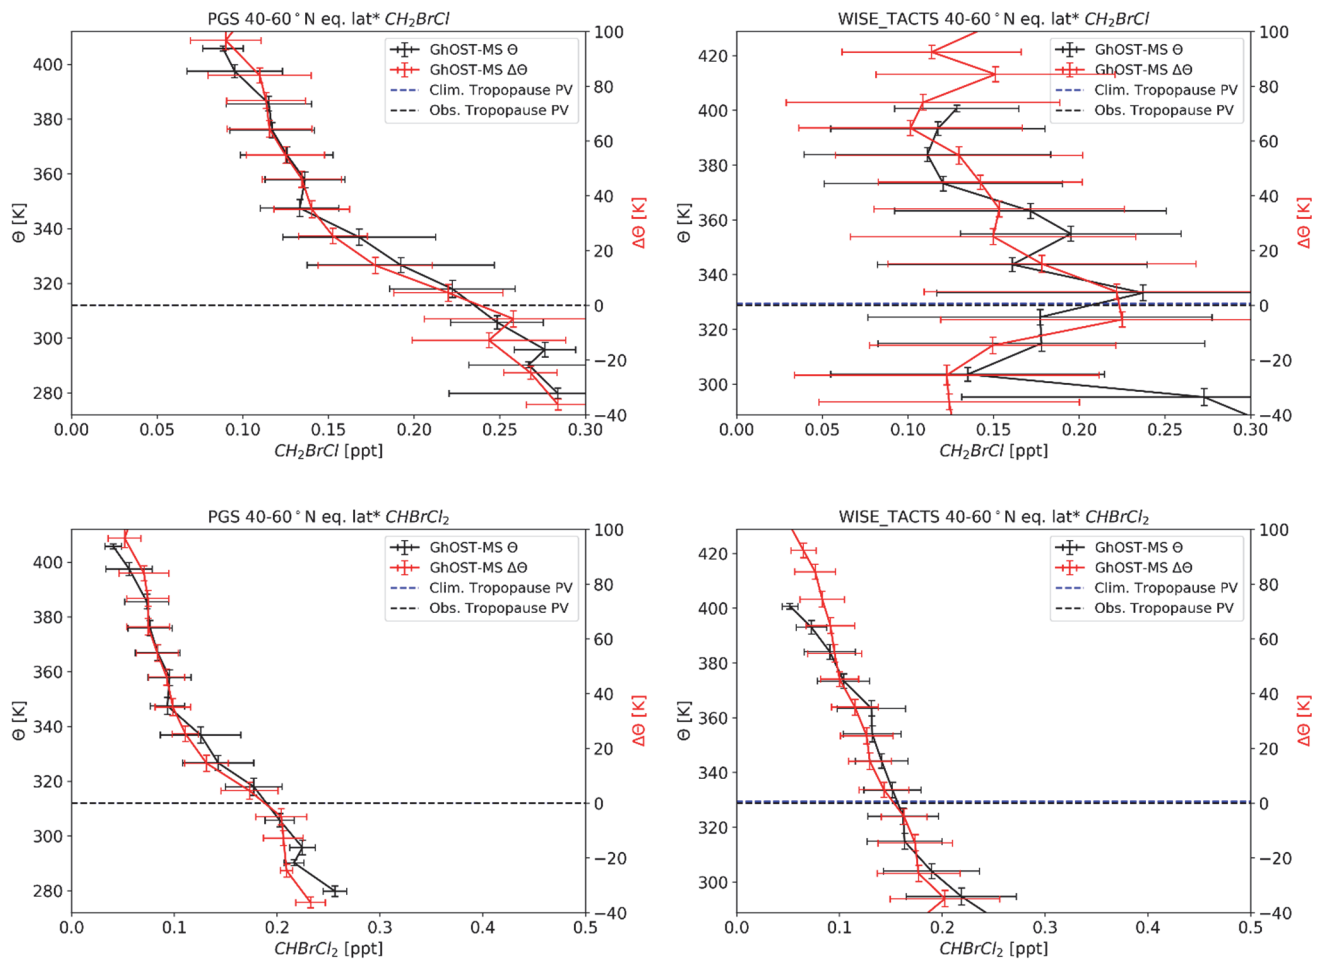 PGS 40-60°N eq. lat* CH₂BrCl
GhOST-MS Θ
GhOST-MS ΔΘ
Clim. Tropopause PV
Obs. Tropopause PV
400
380
360
340
320
300
280
Θ [K]
100
80
60
40
20
0
−20
−40
ΔΘ [K]
0.00 0.05 0.10 0.15 0.20 0.25 0.30
CH₂BrCl [ppt]
WISE_TACTS 40-60°N eq. lat* CH₂BrCl
GhOST-MS Θ
GhOST-MS ΔΘ
Clim. Tropopause PV
Obs. Tropopause PV
420
400
380
360
340
320
300
Θ [K]
100
80
60
40
20
0
−20
−40
ΔΘ [K]
0.00 0.05 0.10 0.15 0.20 0.25 0.30
CH₂BrCl [ppt]
PGS 40-60°N eq. lat* CHBrCl₂
GhOST-MS Θ
GhOST-MS ΔΘ
Clim. Tropopause PV
Obs. Tropopause PV
400
380
360
340
320
300
280
Θ [K]
100
80
60
40
20
0
−20
−40
ΔΘ [K]
0.0 0.1 0.2 0.3 0.4 0.5
CHBrCl₂ [ppt]
WISE_TACTS 40-60°N eq. lat* CHBrCl₂
GhOST-MS Θ
GhOST-MS ΔΘ
Clim. Tropopause PV
Obs. Tropopause PV
420
400
380
360
340
320
300
Θ [K]
100
80
60
40
20
0
−20
−40
ΔΘ [K]
0.0 0.1 0.2 0.3 0.4 0.5
CHBrCl₂ [ppt]